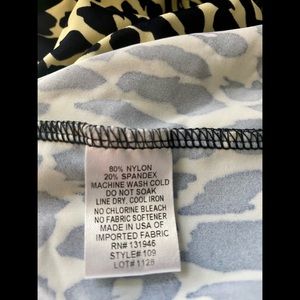 80% NYLON
20% SPANDEX
MACHINE WASH COLD
DO NOT SOAK
LINE DRY, COOL IRON
NO CHLORINE BLEACH
NO FABRIC SOFTENER
MADE IN USA OF
IMPORTED FABRIC
RN# 131946
STYLE# 109
LOT# 1128